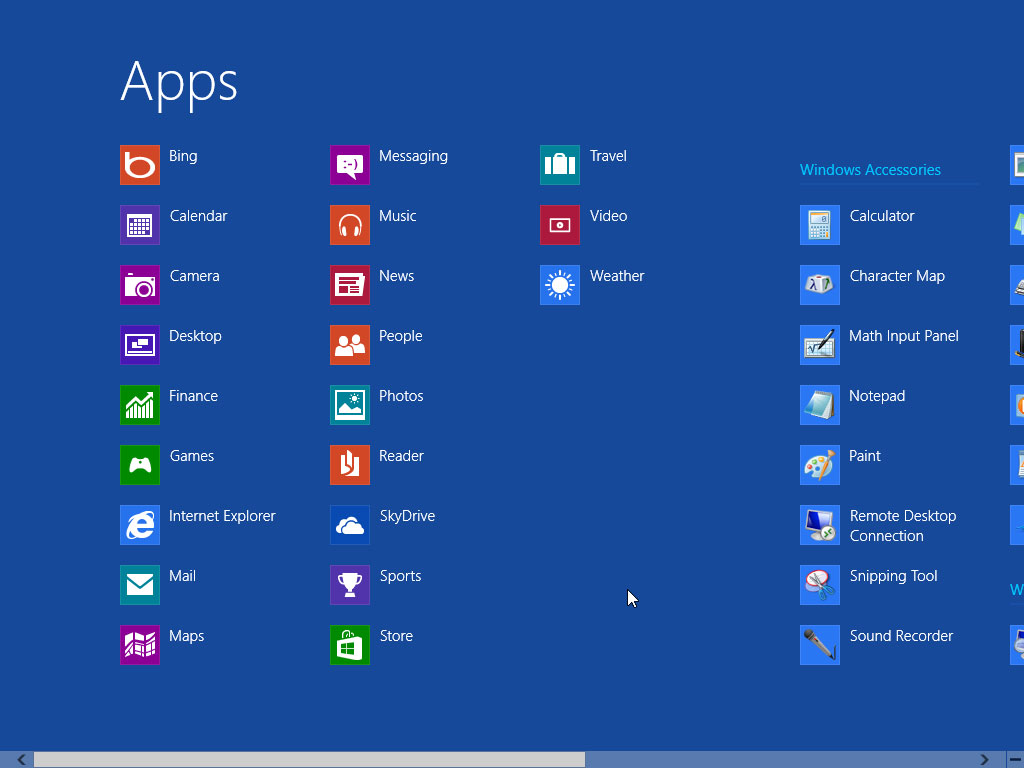 Apps
Bing
Calendar
Camera
Desktop
Finance
Games
Internet Explorer
Mail
Maps
Messaging
Music
News
People
Photos
Reader
SkyDrive
Sports
Store
Travel
Video
Weather
Windows Accessories
Calculator
Character Map
Math Input Panel
Notepad
Paint
Remote Desktop
Connection
Snipping Tool
Sound Recorder